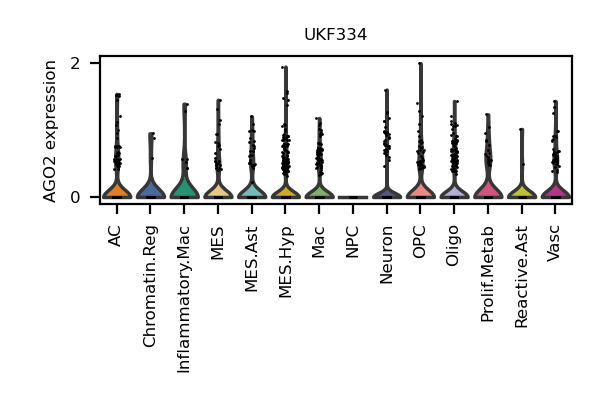 UKF334
AGO2 expression
2
0
AC
Chromatin.Reg
Inflammatory.Mac
MES
MES.Ast
MES.Hyp
Mac
NPC
Neuron
OPC
Oligo
Prolif.Metab
Reactive.Ast
Vasc